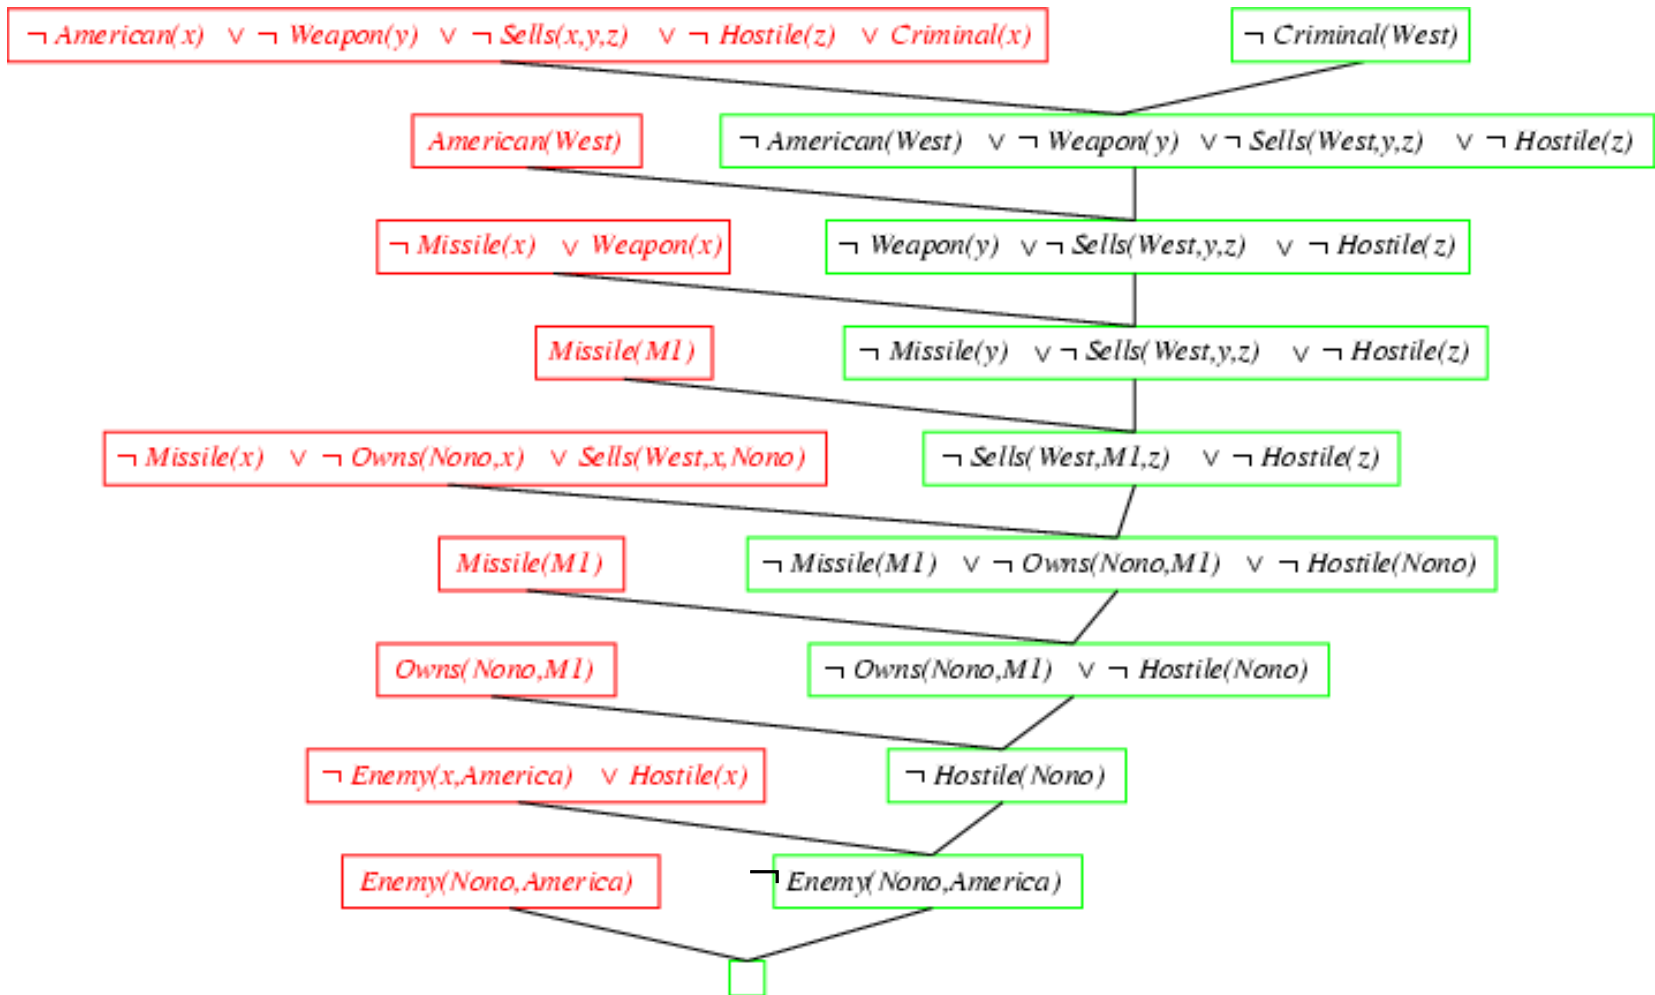 ¬ American(x) ∨ ¬ Weapon(y) ∨ ¬ Sells(x,y,z) ∨ ¬ Hostile(z) ∨ Criminal(x) ¬ Criminal(West)
American(West) ¬ American(West) ∨ ¬ Weapon(y) ∨ ¬ Sells(West,y,z) ∨ ¬ Hostile(z)
¬ Missile(x) ∨ Weapon(x) ¬ Weapon(y) ∨ ¬ Sells(West,y,z) ∨ ¬ Hostile(z)
Missile(M1) ¬ Missile(y) ∨ ¬ Sells(West,y,z) ∨ ¬ Hostile(z)
¬ Missile(x) ∨ ¬ Owns(Nono,x) ∨ Sells(West,x,Nono) ¬ Sells(West,M1,z) ∨ ¬ Hostile(z)
Missile(M1) ¬ Missile(M1) ∨ ¬ Owns(Nono,M1) ∨ ¬ Hostile(Nono)
Owns(Nono,M1) ¬ Owns(Nono,M1) ∨ ¬ Hostile(Nono)
¬ Enemy(x,America) ∨ Hostile(x) ¬ Hostile(Nono)
Enemy(Nono,America) ¬ Enemy(Nono,America)